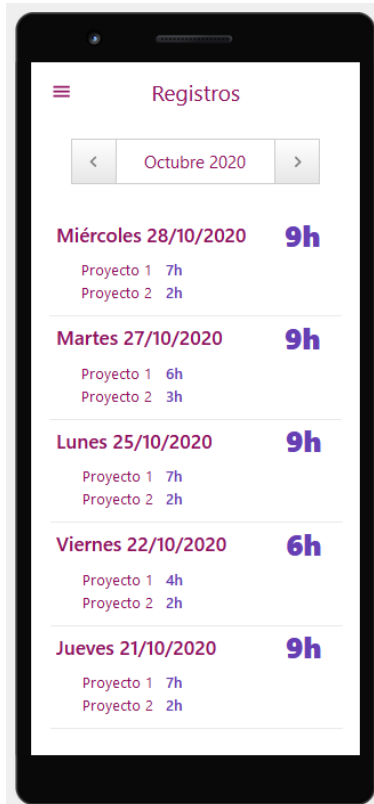 Registros
Octubre 2020
Miércoles 28/10/2020 9h
Proyecto 1 7h
Proyecto 2 2h
Martes 27/10/2020 9h
Proyecto 1 6h
Proyecto 2 3h
Lunes 25/10/2020 9h
Proyecto 1 7h
Proyecto 2 2h
Viernes 22/10/2020 6h
Proyecto 1 4h
Proyecto 2 2h
Jueves 21/10/2020 9h
Proyecto 1 7h
Proyecto 2 2h